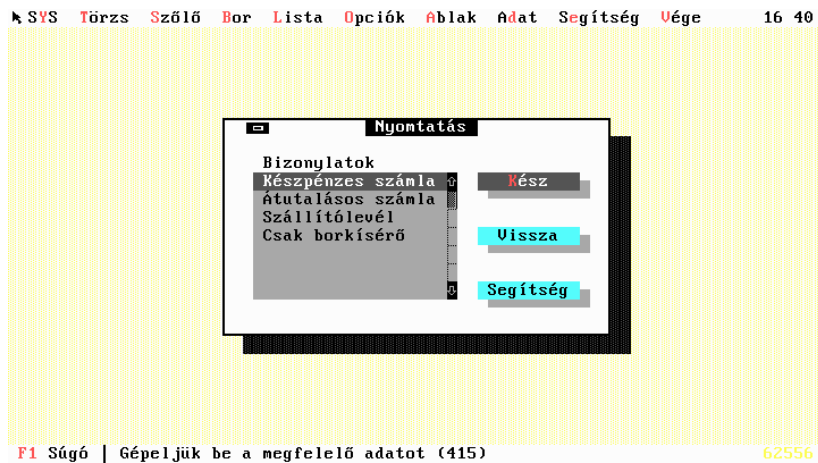 SYS Törzs Szőlő Bor Lista Opciók Ablak Adat Segítség Vége 16 40
Nyomtatás
Bizonylatok
Készpénzes számla
Átutalásos számla
Szállítólevél
Csak borkísérő
Kész
Vissza
Segítség
F1 Súgó | Gépeljük be a megfelelő adatot (415) 62556